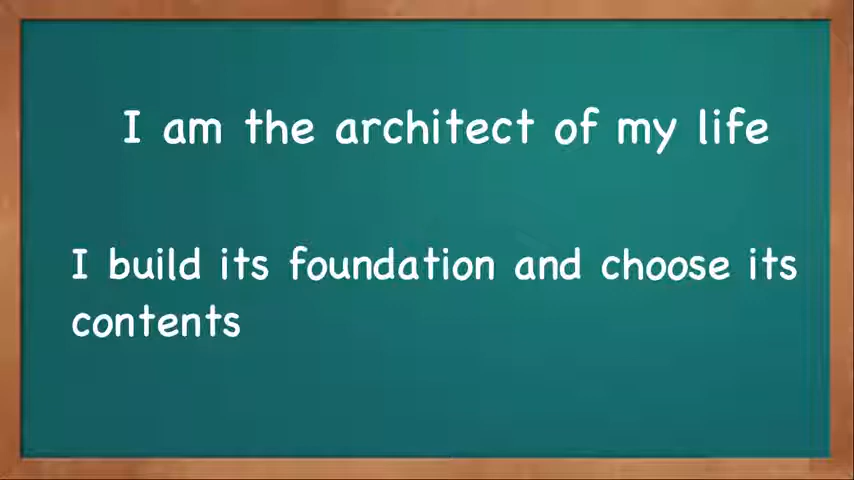 I am the architect of my life
I build its foundation and choose its
contents